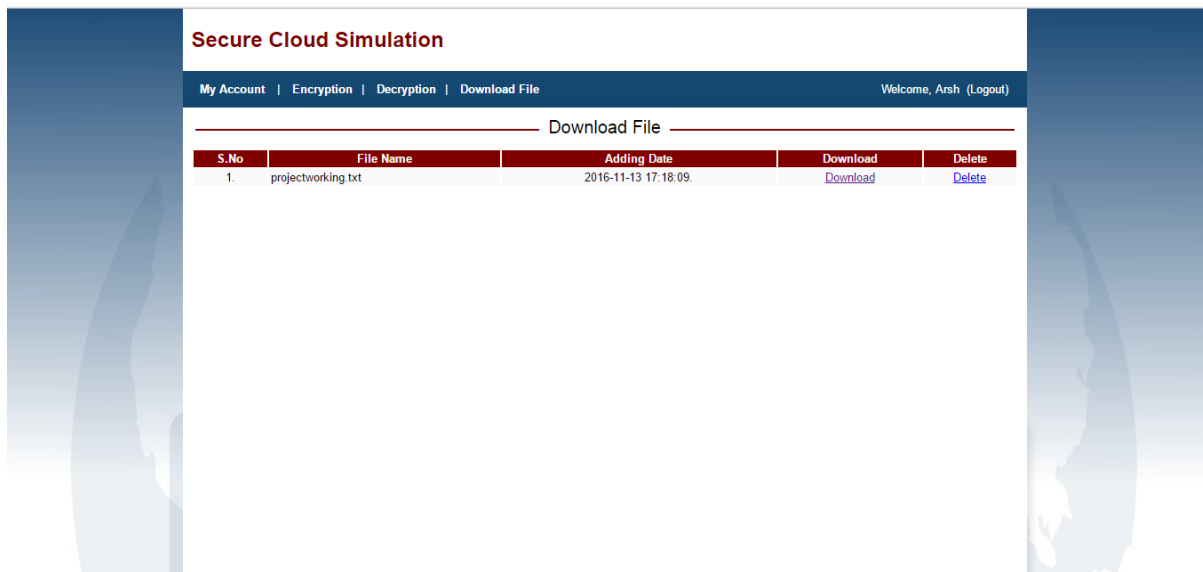 Secure Cloud Simulation
My Account | Encryption | Decryption | Download File Welcome, Arsh (Logout)
Download File
S.No File Name Adding Date Download Delete
1. projectworking.txt 2016-11-13 17:18:09. Download Delete